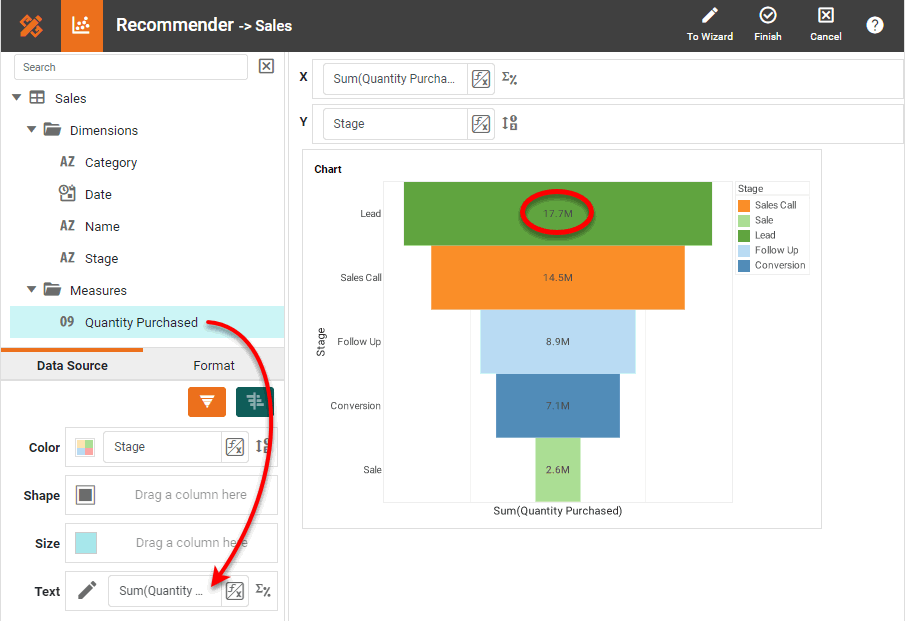 Recommender -> Sales
To Wizard
Finish
Cancel
?
Search
Sales
Dimensions
AZ Category
Date
AZ Name
AZ Stage
Measures
09 Quantity Purchased
Data Source
Format
Color
Stage
Shape
Drag a column here
Size
Drag a column here
Text
Sum(Quantity ...
X
Sum(Quantity Purcha...
Y
Stage
Chart
Stage
Lead
17.7M
Sales Call
14.5M
Follow Up
8.9M
Conversion
7.1M
Sale
2.6M
Sum(Quantity Purchased)
Stage
Sales Call
Sale
Lead
Follow Up
Conversion